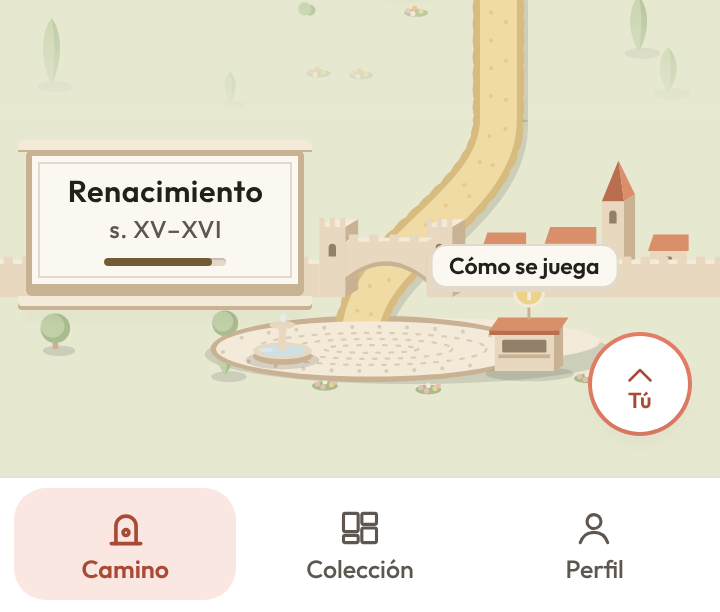 Renacimiento
s. XV–XVI
Cómo se juega
Tú
Camino
Colección
Perfil